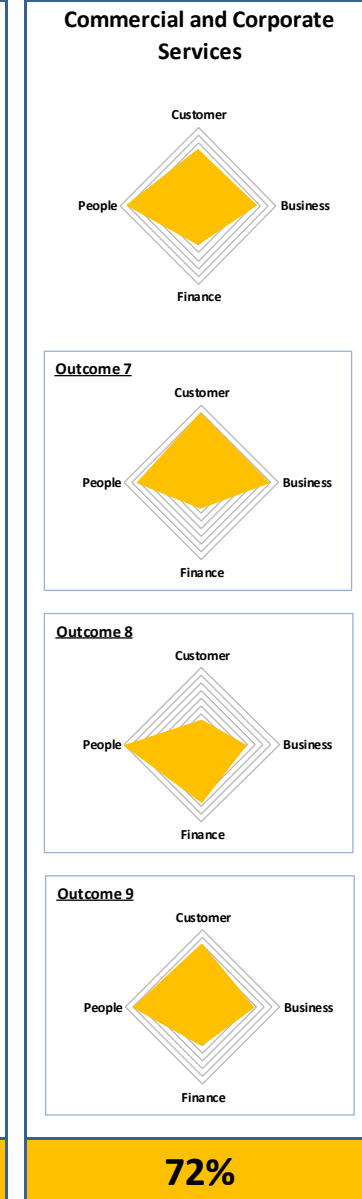 Commercial and Corporate
Services
Customer
People
Business
Finance
Outcome 7
Customer
People
Business
Finance
Outcome 8
Customer
People
Business
Finance
Outcome 9
Customer
People
Business
Finance
72%